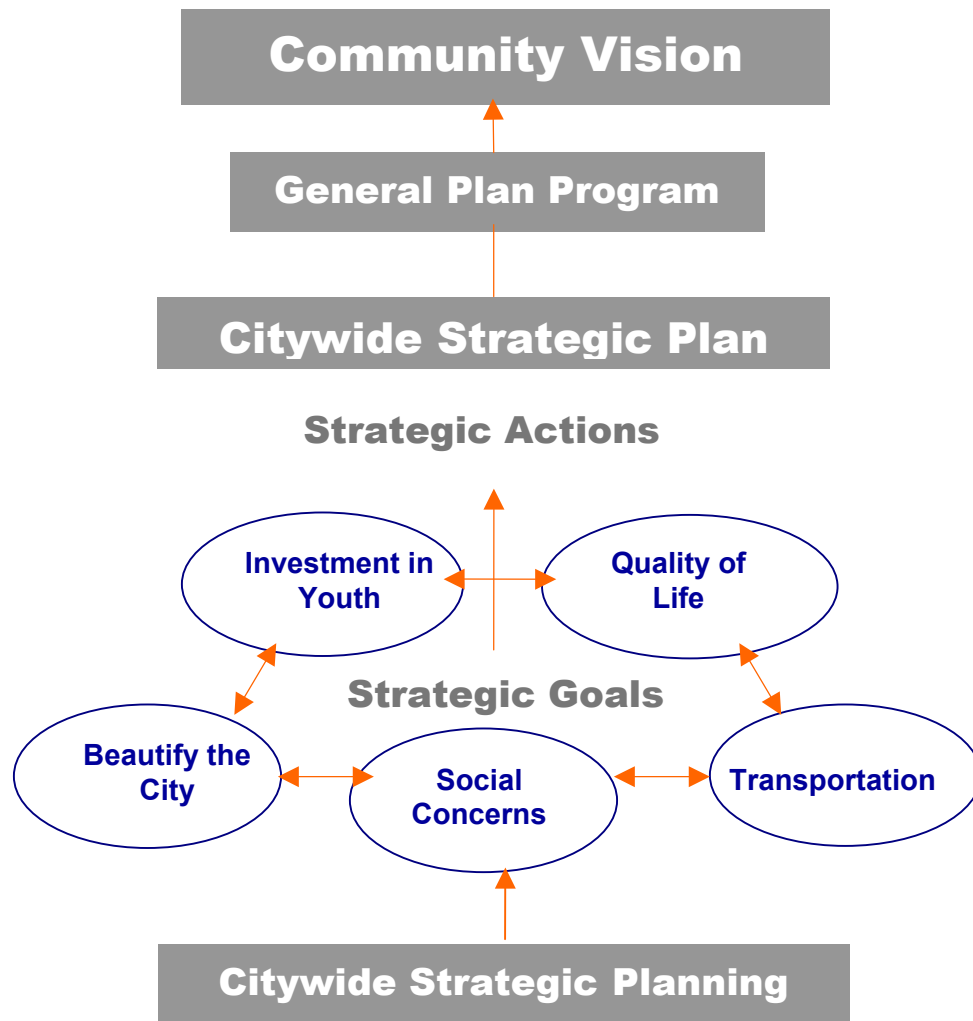 Community Vision
General Plan Program
Citywide Strategic Plan
Strategic Actions
Investment in
Youth
Quality of
Life
Strategic Goals
Beautify the
City
Social
Concerns
Transportation
Citywide Strategic Planning